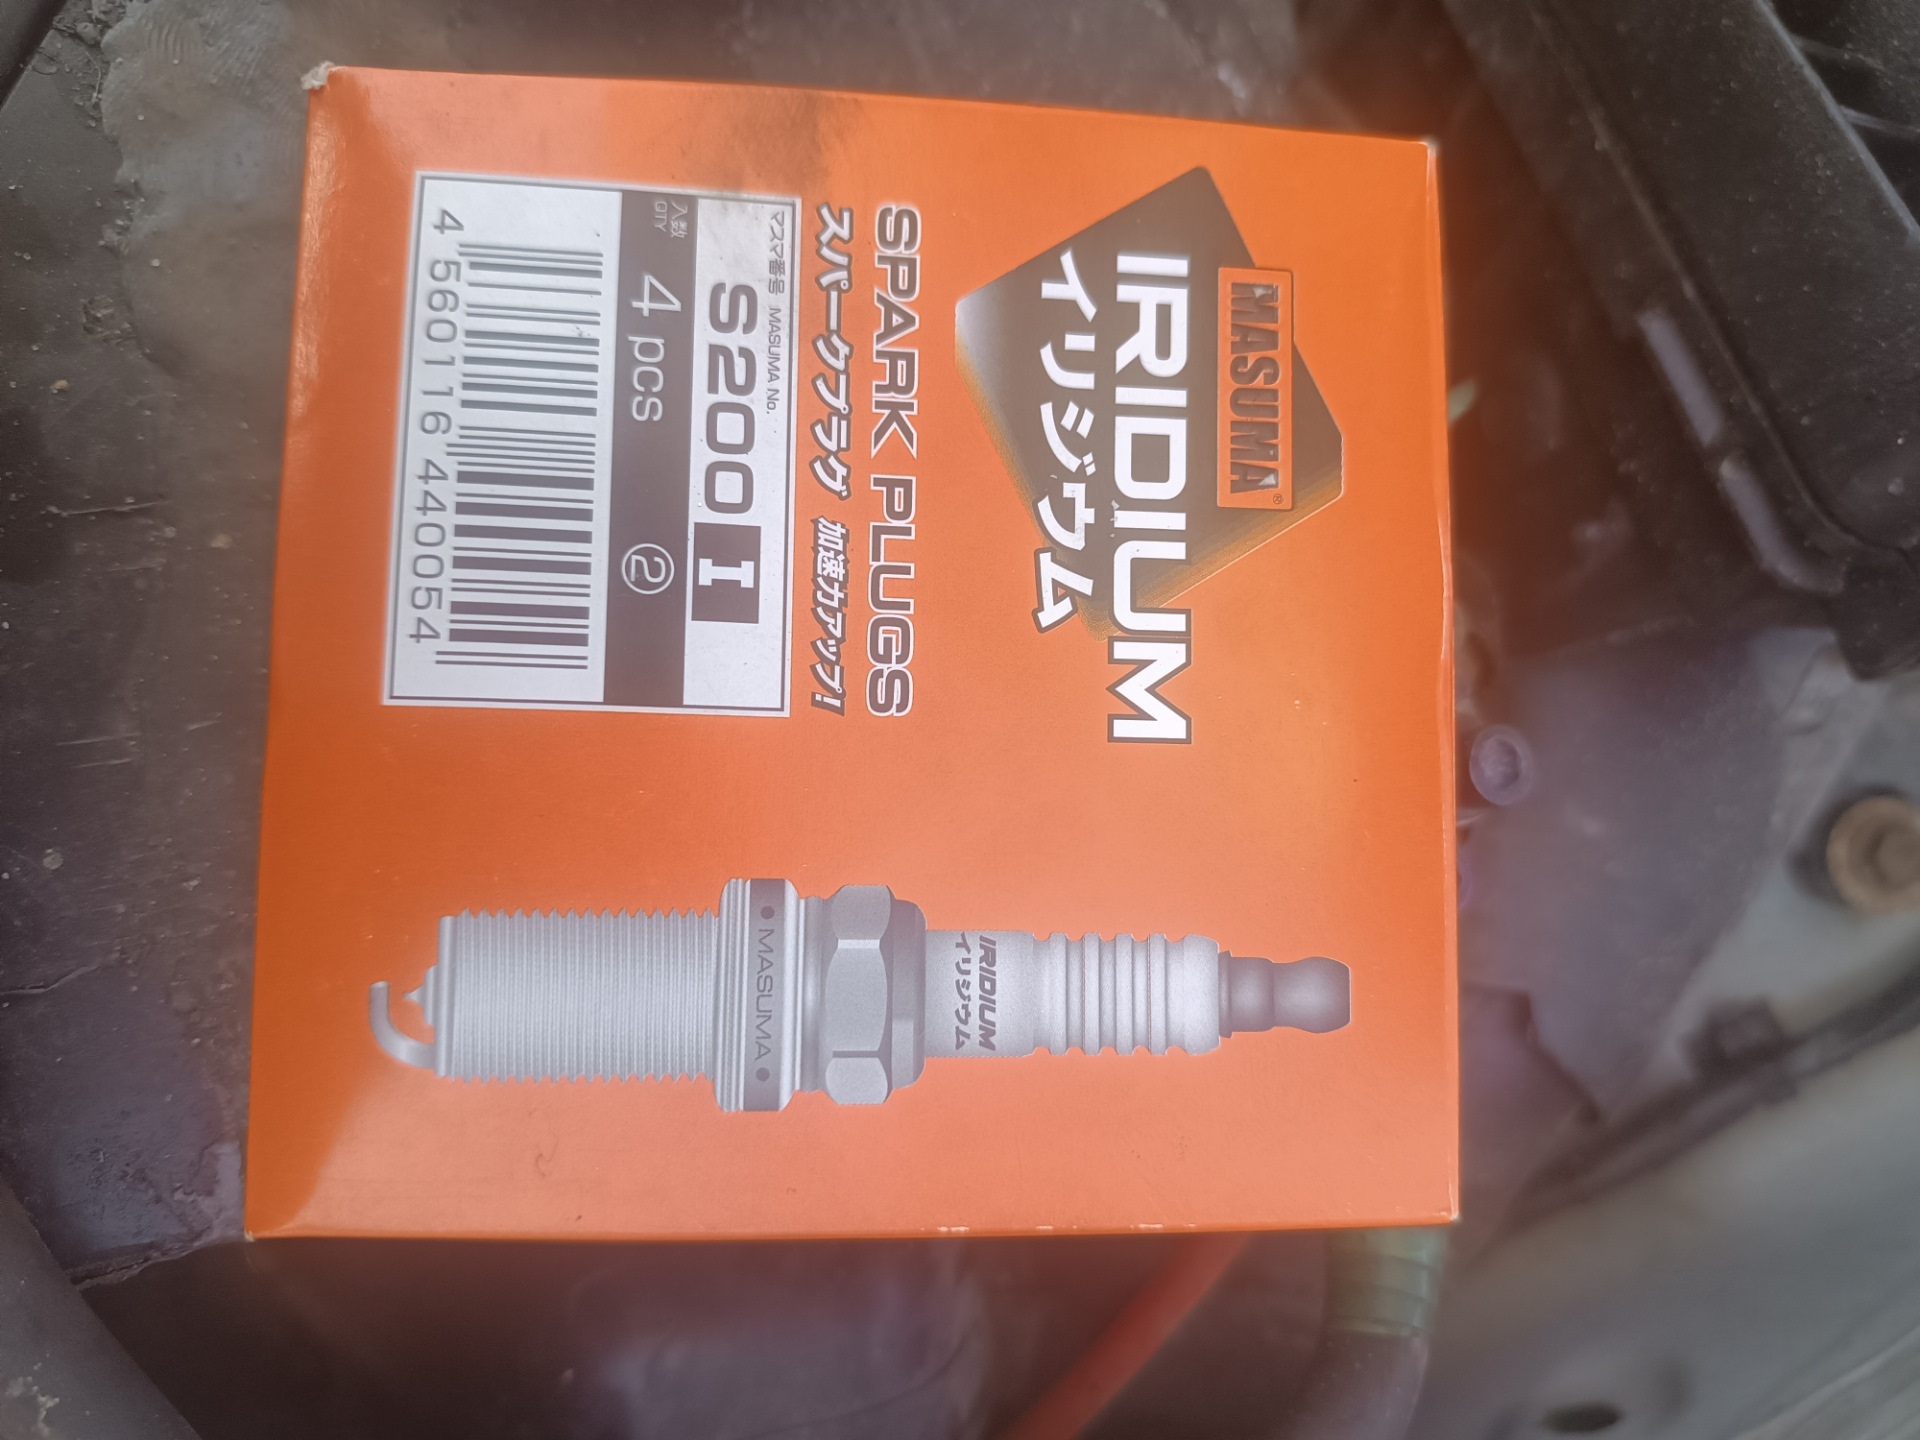 MASUMA®
IRIDIUM
イリジウム
SPARK PLUGS
スパークプラグ 加速力アップ!
マスマ番号 MASUMA No.
S200 I
入数
QTY
4 pcs ②
4 560116 440054
IRIDIUM
イリジウム
• MASUMA •